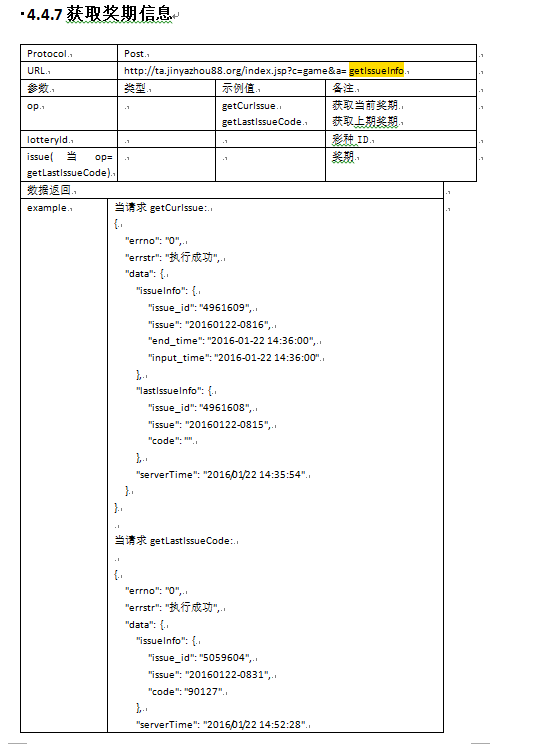 4.4.7 获取奖期信息
Protocol Post
URL http://ta.jinyazhou88.org/index.jsp?c=game&a= getIssueInfo
参数 类型 示例值 备注
op getCurIssue 获取当前奖期
getLastIssueCode 获取上期奖期
lotteryId 彩种 ID
issue( 当 op= 奖期
getLastIssueCode)
数据返回
example 当请求 getCurIssue:
{
"errno": "0",
"errstr": "执行成功",
"data": {
"issueInfo": {
"issue_id": "4961609",
"issue": "20160122-0816",
"end_time": "2016-01-22 14:36:00",
"input_time": "2016-01-22 14:36:00"
},
"lastIssueInfo": {
"issue_id": "4961608",
"issue": "20160122-0815",
"code": ""
},
"serverTime": "2016/01/22 14:35:54"
}
}
当请求 getLastIssueCode:
{
"errno": "0",
"errstr": "执行成功",
"data": {
"issueInfo": {
"issue_id": "5059604",
"issue": "20160122-0831",
"code": "90127"
},
"serverTime": "2016/01/22 14:52:28"